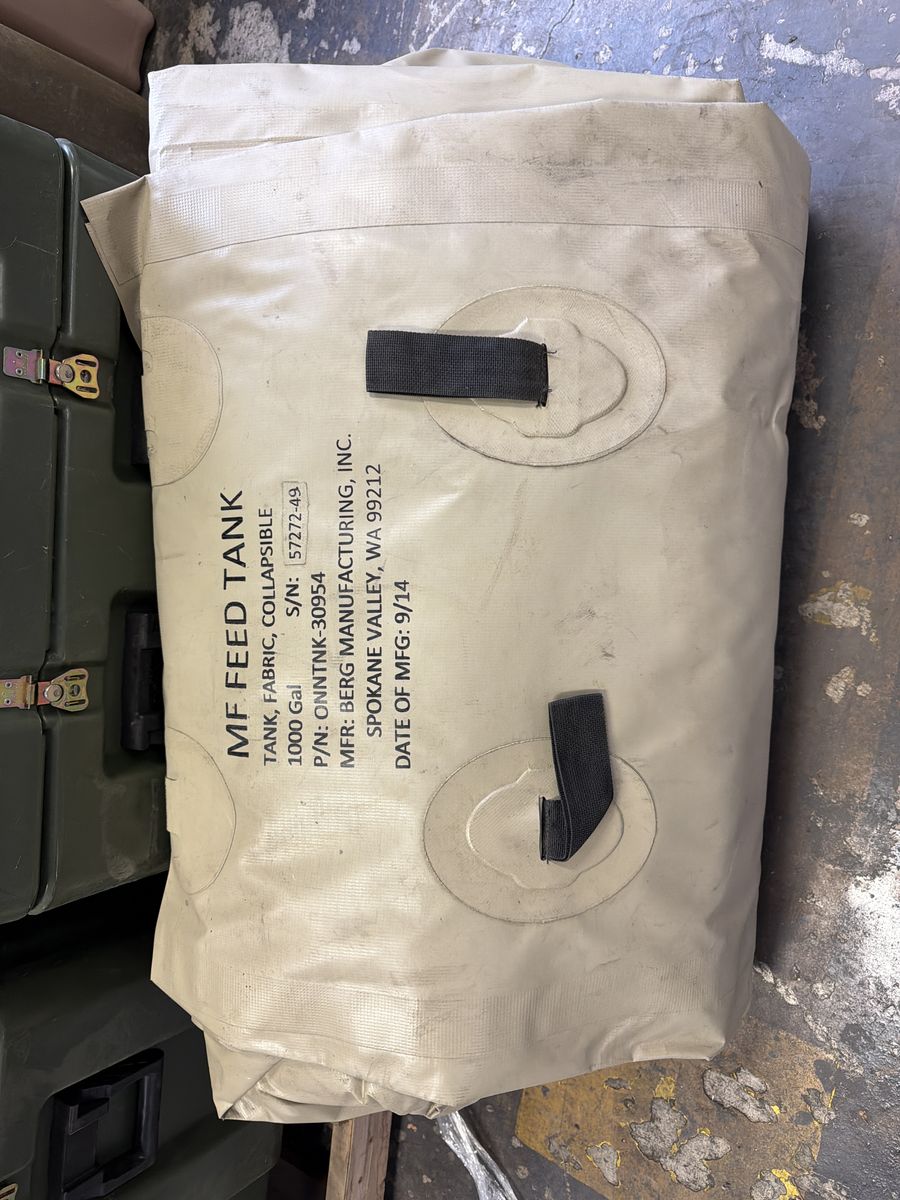 MF FEED TANK
TANK, FABRIC, COLLAPSIBLE
1000 Gal S/N: 57272-49
P/N: ONNTNK-30954
MFR: BERG MANUFACTURING, INC.
SPOKANE VALLEY, WA 99212
DATE OF MFG: 9/14